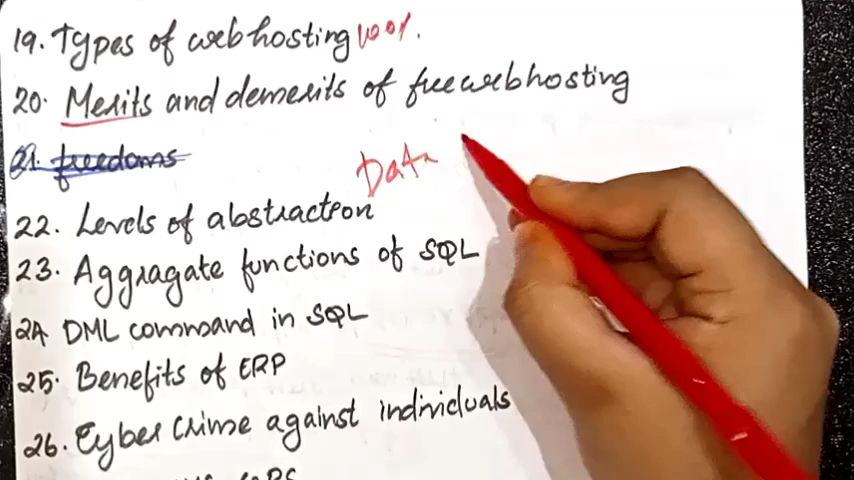 19. Types of webhosting 100%.
20. Merits and demerits of free webhosting
21. freedoms
Data
22. Levels of abstraction
23. Aggragate functions of SQL
24 DML command in SQL
25. Benefits of ERP
26. Cyber Crime against individuals